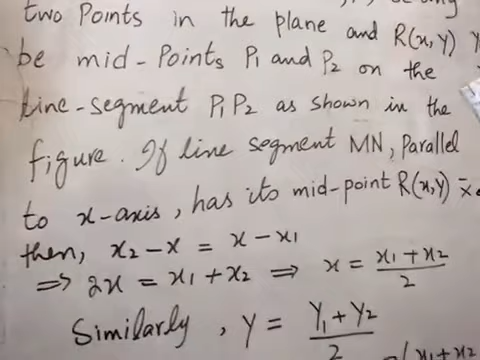 two Points in the plane and R(x,y)
be mid-Points P₁ and P₂ on the
Line-segment P₁P₂ as shown in the
figure. If line segment MN, Parallel
to x-axis, has its mid-point R(x,y)
then, x₂-x = x-x₁
⇒ 2x = x₁+x₂ ⇒ x = (x₁+x₂)/2
Similarly, y = (y₁+y₂)/2
x₁+x₂